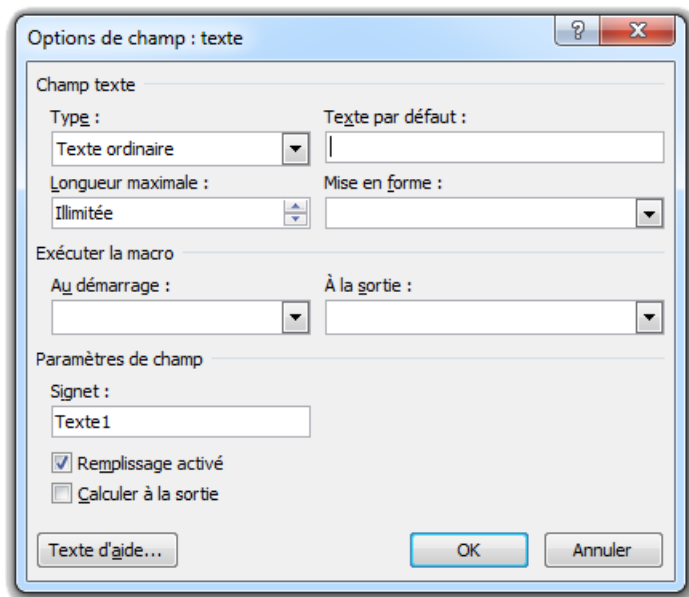 Options de champ : texte
Champ texte
Type : Texte par défaut :
Texte ordinaire
Longueur maximale : Mise en forme :
Illimitée
Exécuter la macro
Au démarrage : À la sortie :
Paramètres de champ
Signet :
Texte1
Remplissage activé
Calculer à la sortie
Texte d'aide... OK Annuler